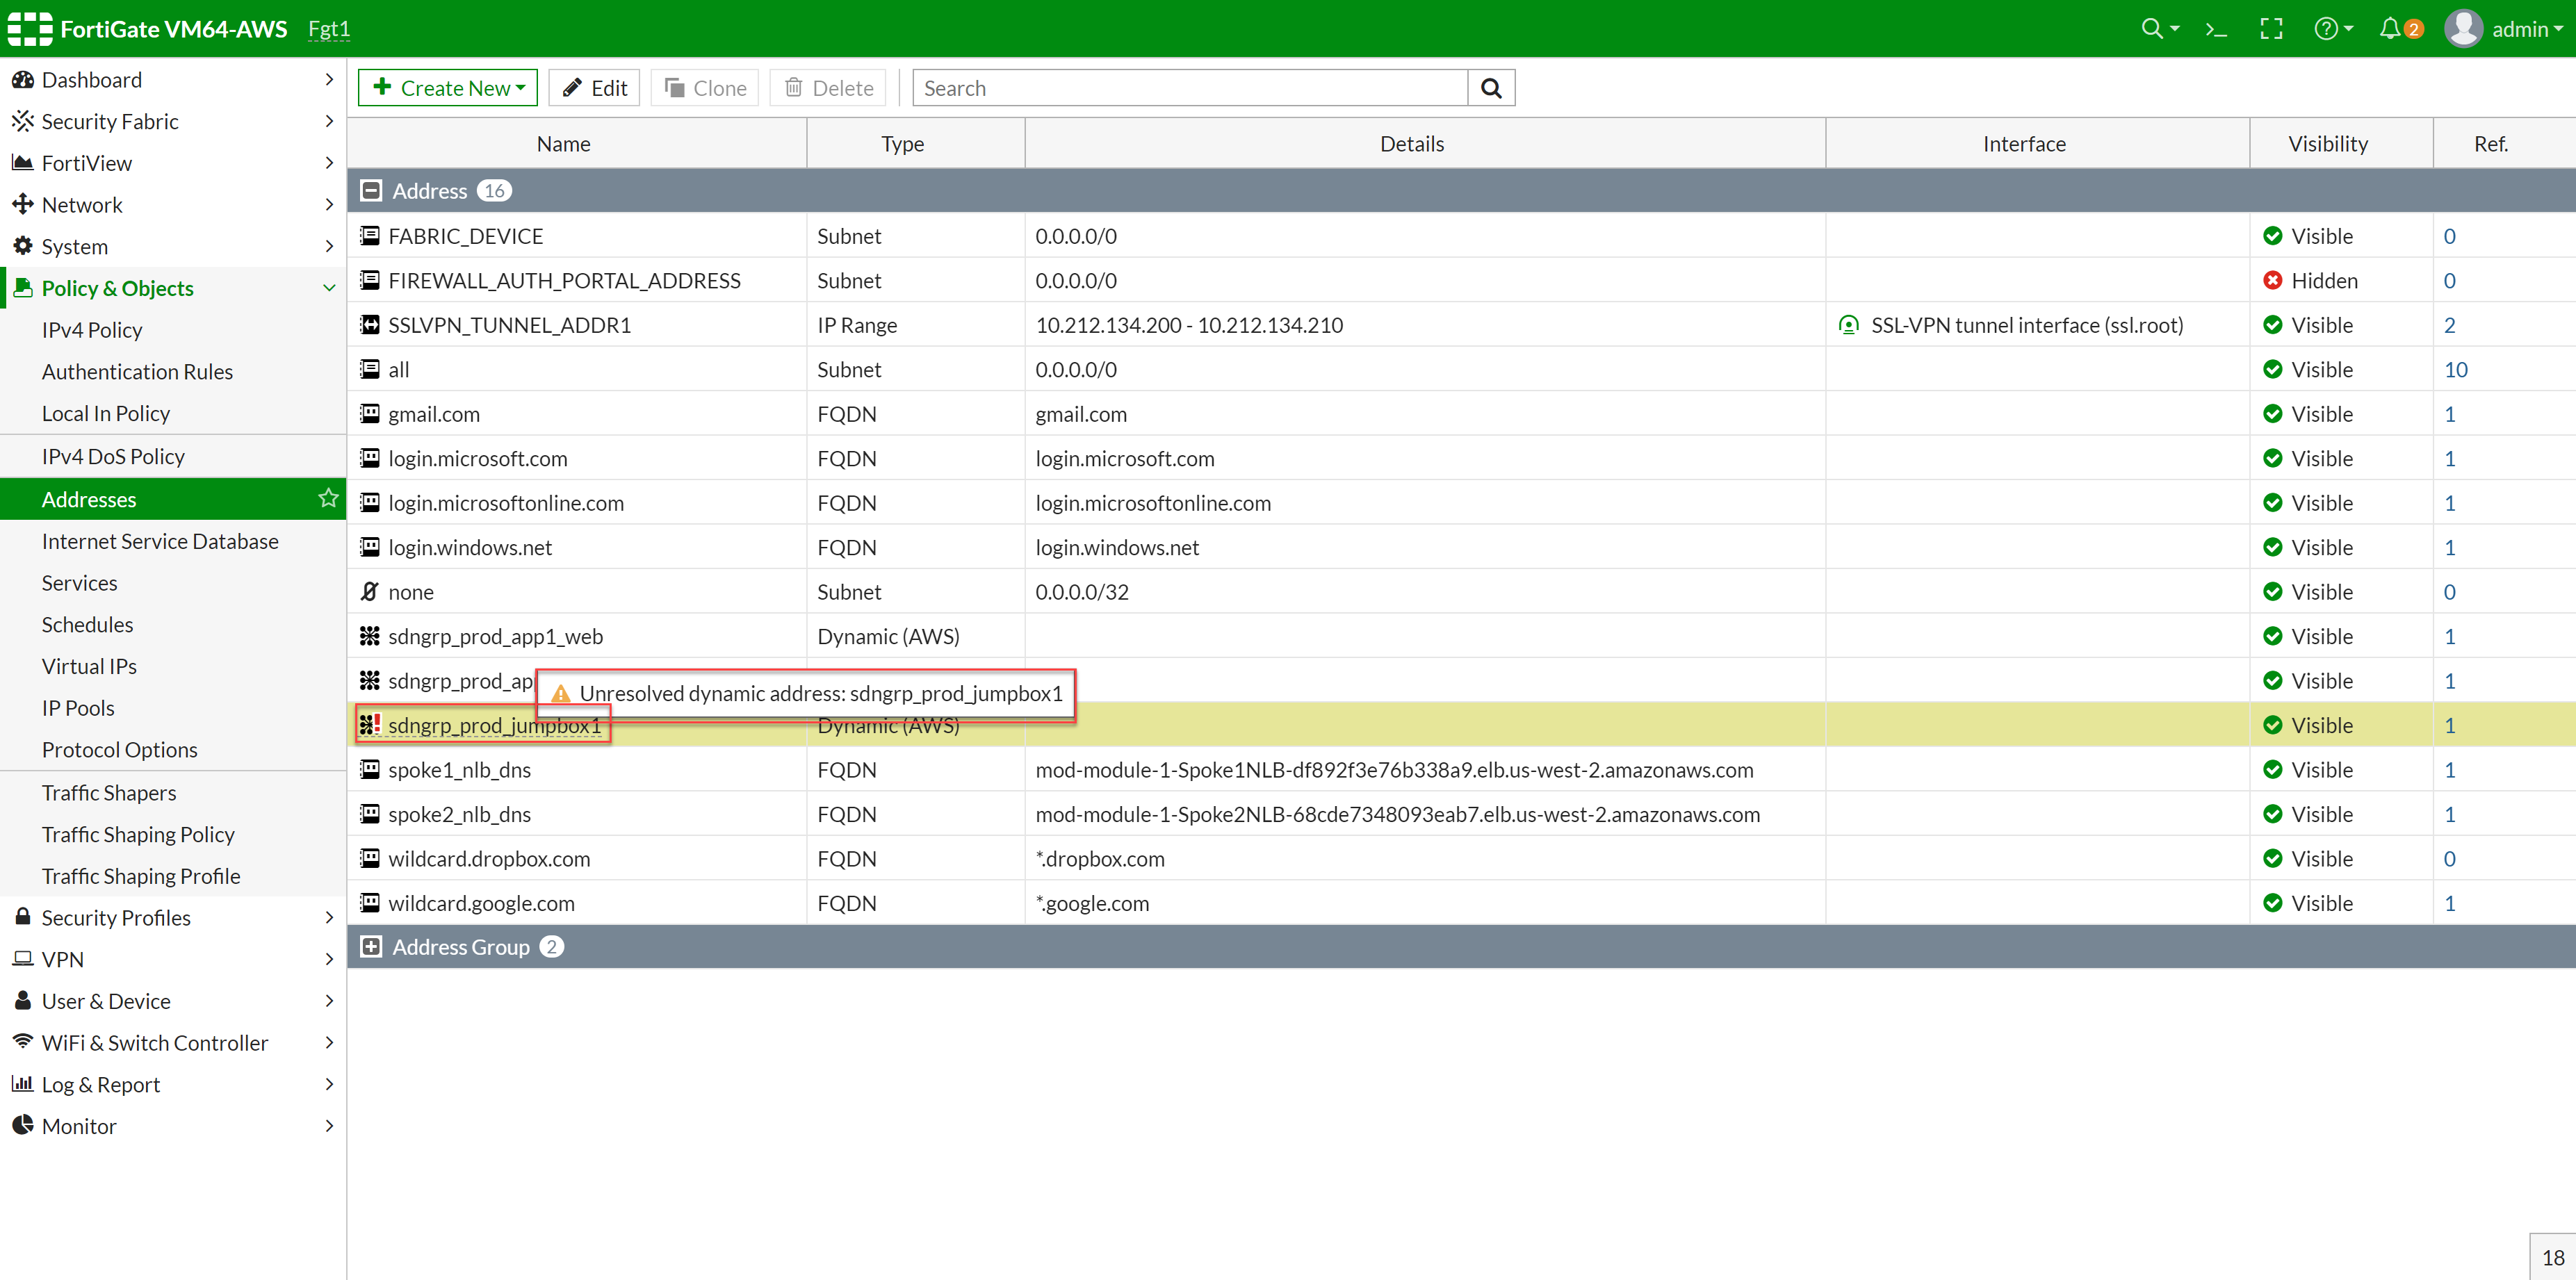 FortiGate VM64-AWS Fgt1 2 admin
Dashboard
Security Fabric
FortiView
Network
System
Policy & Objects
IPv4 Policy
Authentication Rules
Local In Policy
IPv4 DoS Policy
Addresses
Internet Service Database
Services
Schedules
Virtual IPs
IP Pools
Protocol Options
Traffic Shapers
Traffic Shaping Policy
Traffic Shaping Profile
Security Profiles
VPN
User & Device
WiFi & Switch Controller
Log & Report
Monitor
Create New Edit Clone Delete Search
Name Type Details Interface Visibility Ref.
Address 16
FABRIC_DEVICE Subnet 0.0.0.0/0 Visible 0
FIREWALL_AUTH_PORTAL_ADDRESS Subnet 0.0.0.0/0 Hidden 0
SSLVPN_TUNNEL_ADDR1 IP Range 10.212.134.200 - 10.212.134.210 SSL-VPN tunnel interface (ssl.root) Visible 2
all Subnet 0.0.0.0/0 Visible 10
gmail.com FQDN gmail.com Visible 1
login.microsoft.com FQDN login.microsoft.com Visible 1
login.microsoftonline.com FQDN login.microsoftonline.com Visible 1
login.windows.net FQDN login.windows.net Visible 1
none Subnet 0.0.0.0/32 Visible 0
sdngrp_prod_app1_web Dynamic (AWS) Visible 1
sdngrp_prod_ap Visible 1
Unresolved dynamic address: sdngrp_prod_jumpbox1
sdngrp_prod_jumpbox1 Dynamic (AWS) Visible 1
spoke1_nlb_dns FQDN mod-module-1-Spoke1NLB-df892f3e76b338a9.elb.us-west-2.amazonaws.com Visible 1
spoke2_nlb_dns FQDN mod-module-1-Spoke2NLB-68cde7348093eab7.elb.us-west-2.amazonaws.com Visible 1
wildcard.dropbox.com FQDN *.dropbox.com Visible 0
wildcard.google.com FQDN *.google.com Visible 1
Address Group 2
18